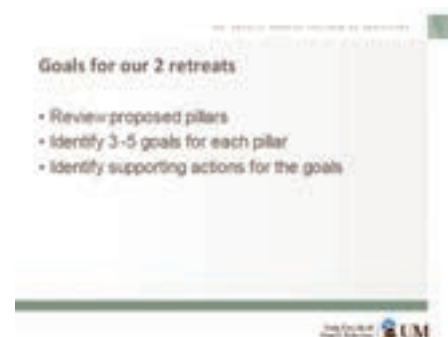 Goals for our 2 retreats
• Review proposed pillars
• Identify 3-5 goals for each pillar
• Identify supporting actions for the goals
UM